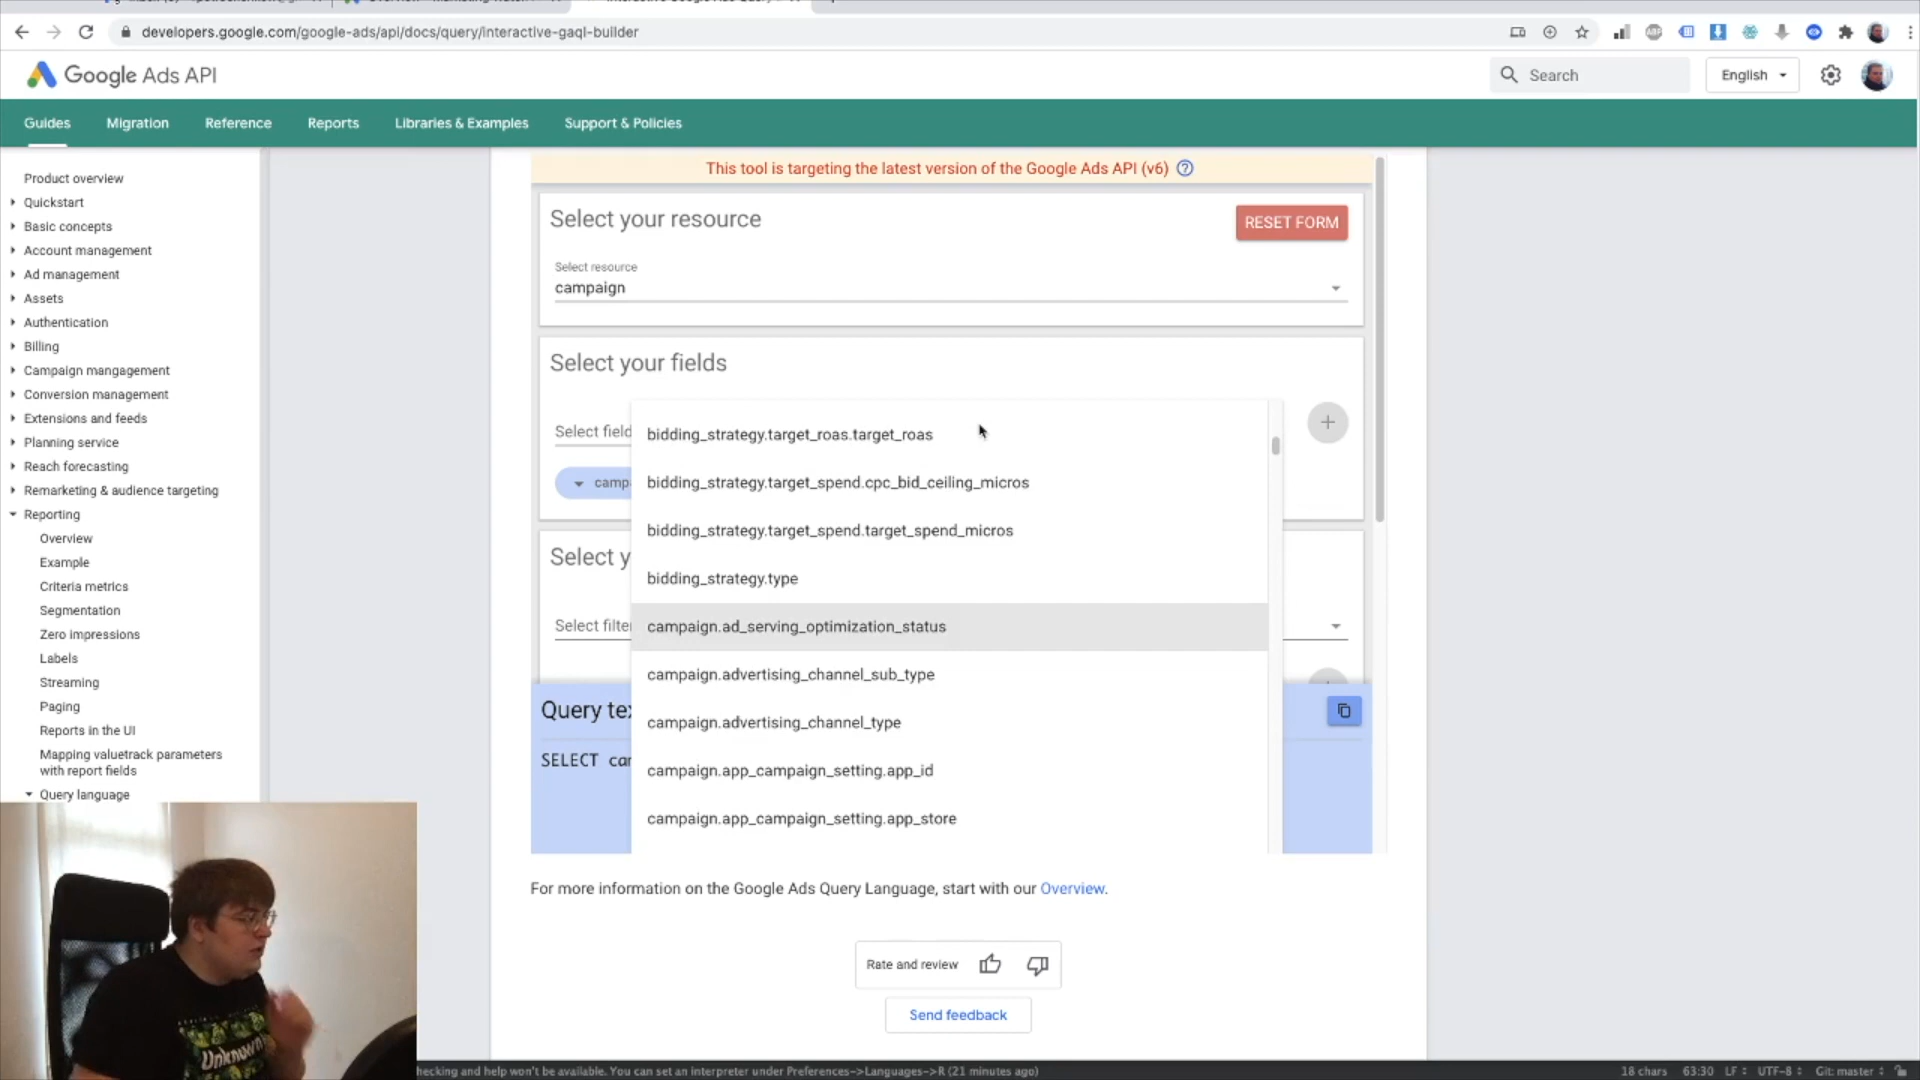 developers.google.com/google-ads/api/docs/query/interactive-gaql-builder
Google Ads API
Search
English
Guides
Migration
Reference
Reports
Libraries & Examples
Support & Policies
Product overview
Quickstart
Basic concepts
Account management
Ad management
Assets
Authentication
Billing
Campaign mangagement
Conversion management
Extensions and feeds
Planning service
Reach forecasting
Remarketing & audience targeting
Reporting
Overview
Example
Criteria metrics
Segmentation
Zero impressions
Labels
Streaming
Paging
Reports in the UI
Mapping valuetrack parameters
with report fields
Query language
This tool is targeting the latest version of the Google Ads API (v6)
Select your resource
RESET FORM
Select resource
campaign
Select your fields
Select field
camp
Select y
Select filte
Query te
SELECT ca
bidding_strategy.target_roas.target_roas
bidding_strategy.target_spend.cpc_bid_ceiling_micros
bidding_strategy.target_spend.target_spend_micros
bidding_strategy.type
campaign.ad_serving_optimization_status
campaign.advertising_channel_sub_type
campaign.advertising_channel_type
campaign.app_campaign_setting.app_id
campaign.app_campaign_setting.app_store
For more information on the Google Ads Query Language, start with our Overview.
Rate and review
Send feedback
Unknown
hecking and help won't be available. You can set an interpreter under Preferences->Languages->R (21 minutes ago)
18 chars 63:30 LF UTF-8 Git: master